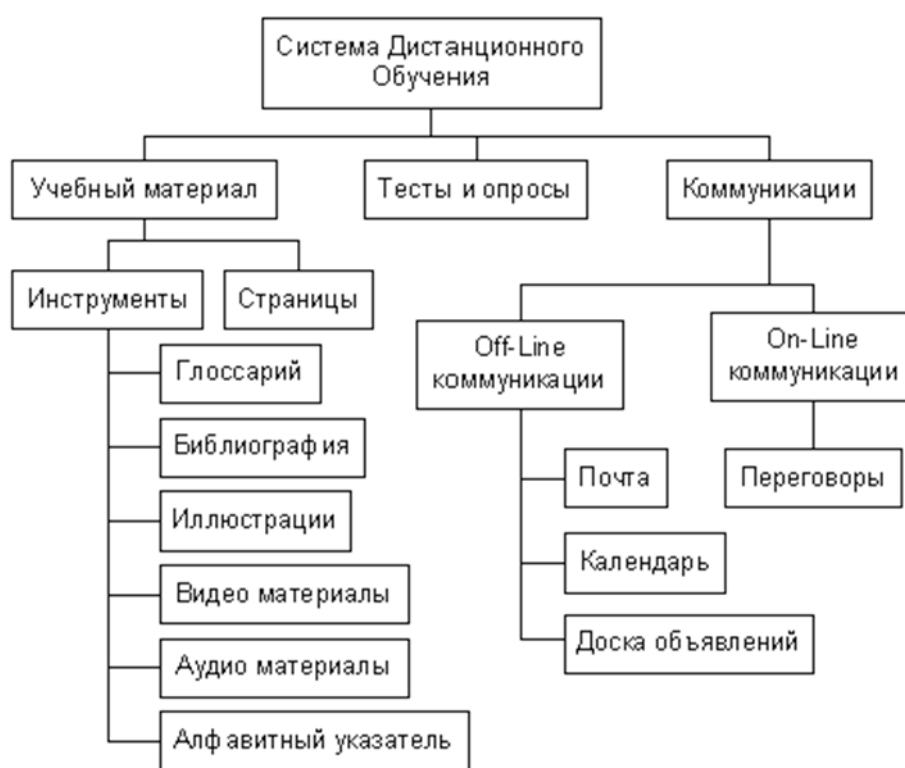 Система Дистанционного
Обучения
Учебный материал
Тесты и опросы
Коммуникации
Инструменты
Страницы
Off-Line
коммуникации
On-Line
коммуникации
Глоссарий
Библиография
Иллюстрации
Видео материалы
Аудио материалы
Алфавитный указатель
Почта
Календарь
Доска объявлений
Переговоры